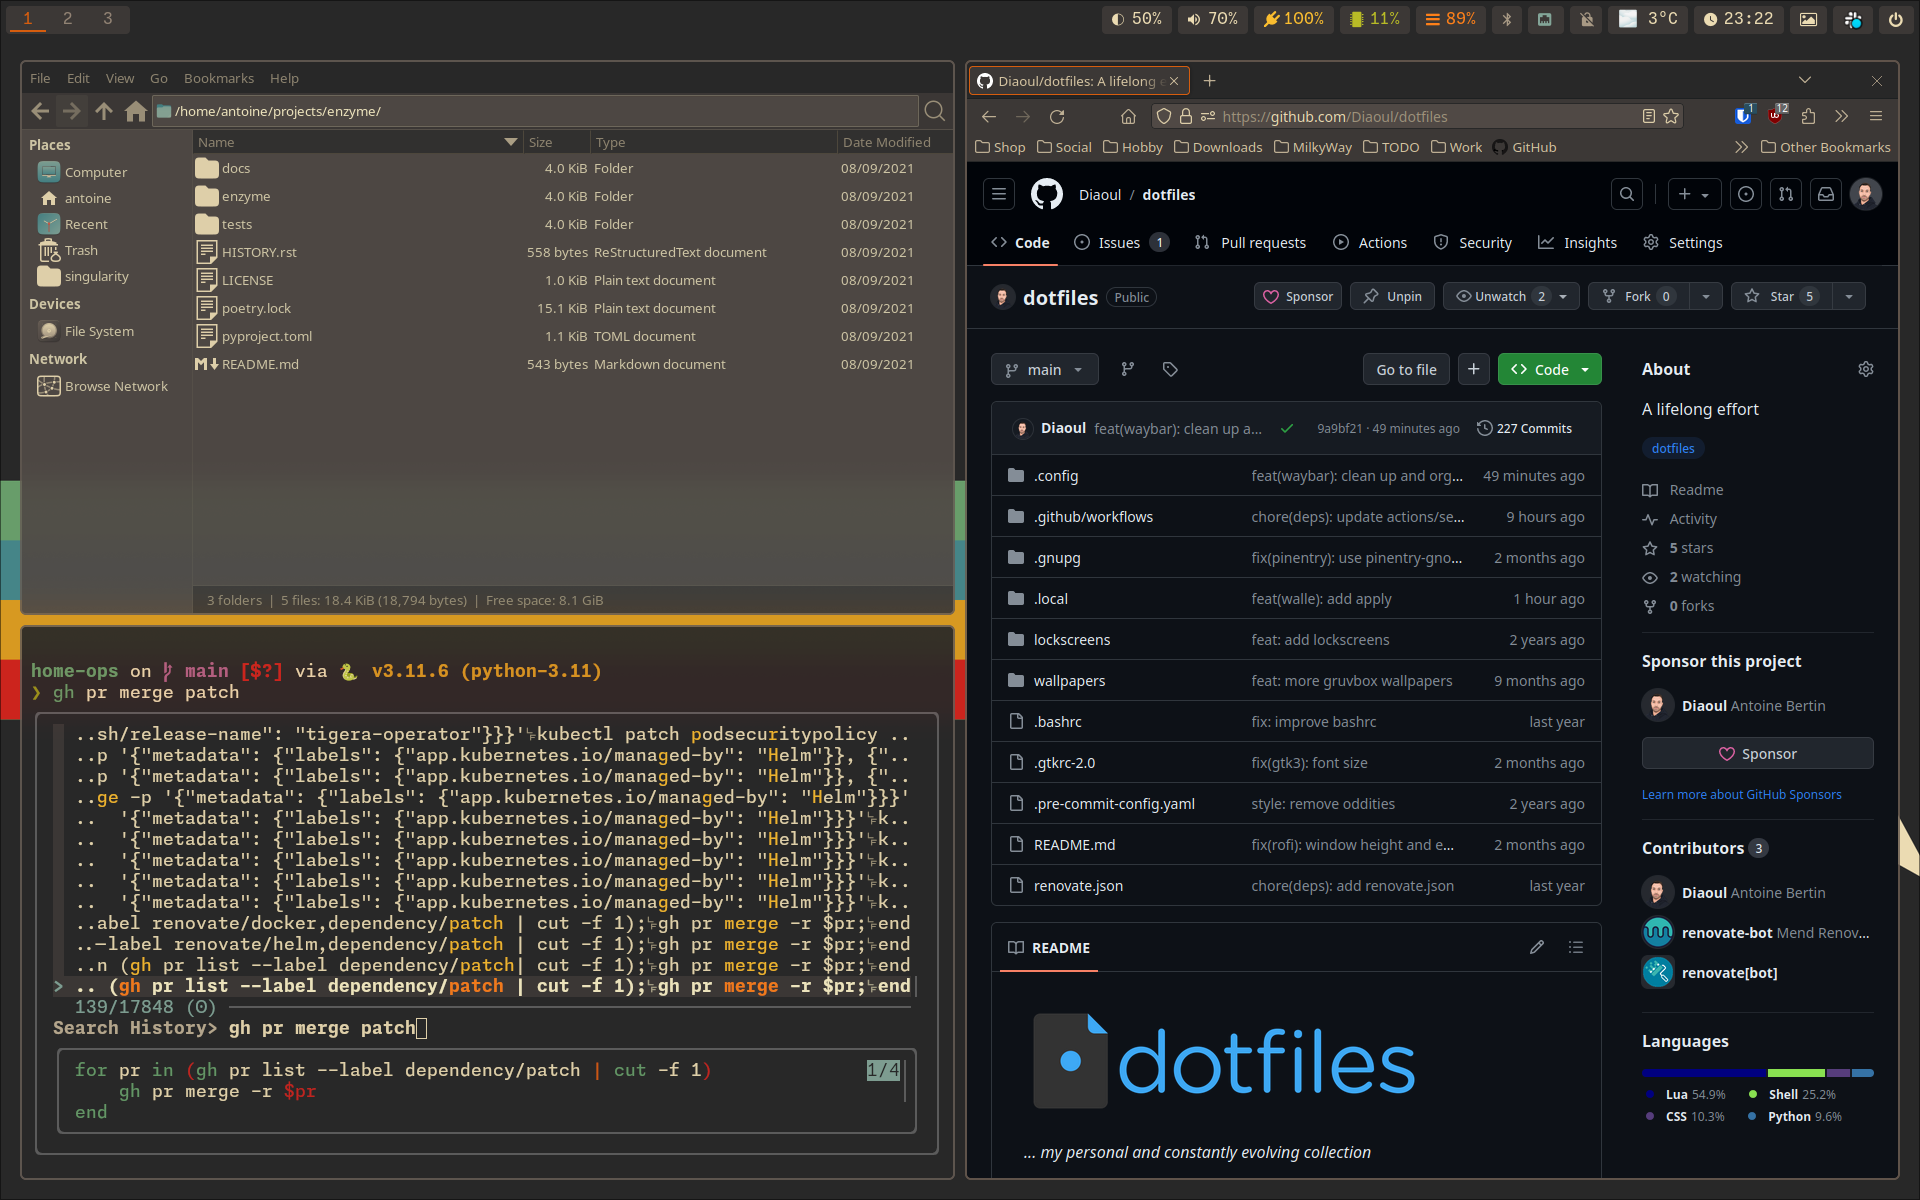 1 2 3
50% 70% 100% 11% 89% 3°C 23:22
File Edit View Go Bookmarks Help
/home/antoine/projects/enzyme/
Places
Computer
antoine
Recent
Trash
singularity
Devices
File System
Network
Browse Network
Name Size Type Date Modified
docs 4.0 KiB Folder 08/09/2021
enzyme 4.0 KiB Folder 08/09/2021
tests 4.0 KiB Folder 08/09/2021
HISTORY.rst 558 bytes ReStructuredText document 08/09/2021
LICENSE 1.0 KiB Plain text document 08/09/2021
poetry.lock 15.1 KiB Plain text document 08/09/2021
pyproject.toml 1.1 KiB TOML document 08/09/2021
README.md 543 bytes Markdown document 08/09/2021
3 folders | 5 files: 18.4 KiB (18,794 bytes) | Free space: 8.1 GiB
home-ops on main [$?] via v3.11.6 (python-3.11)
❯ gh pr merge patch
..sh/release-name": "tigera-operator"}}}'␊kubectl patch podsecuritypolicy ..
..p '{"metadata": {"labels": {"app.kubernetes.io/managed-by": "Helm"}}, {"..
..p '{"metadata": {"labels": {"app.kubernetes.io/managed-by": "Helm"}}, {"..
..ge -p '{"metadata": {"labels": {"app.kubernetes.io/managed-by": "Helm"}}}'
..  '{"metadata": {"labels": {"app.kubernetes.io/managed-by": "Helm"}}}'␊k..
..  '{"metadata": {"labels": {"app.kubernetes.io/managed-by": "Helm"}}}'␊k..
..  '{"metadata": {"labels": {"app.kubernetes.io/managed-by": "Helm"}}}'␊k..
..  '{"metadata": {"labels": {"app.kubernetes.io/managed-by": "Helm"}}}'␊k..
..  '{"metadata": {"labels": {"app.kubernetes.io/managed-by": "Helm"}}}'␊k..
..abel renovate/docker,dependency/patch | cut -f 1);␊gh pr merge -r $pr;␊end
..-label renovate/helm,dependency/patch | cut -f 1);␊gh pr merge -r $pr;␊end
..n (gh pr list --label dependency/patch| cut -f 1);␊gh pr merge -r $pr;␊end
> .. (gh pr list --label dependency/patch | cut -f 1);␊gh pr merge -r $pr;␊end
139/17848 (0)
Search History> gh pr merge patch
for pr in (gh pr list --label dependency/patch | cut -f 1) 1/4
gh pr merge -r $pr
end
Diaoul/dotfiles: A lifelong e
https://github.com/Diaoul/dotfiles 1 12
Shop Social Hobby Downloads MilkyWay TODO Work GitHub Other Bookmarks
Diaoul / dotfiles
Code Issues 1 Pull requests Actions Security Insights Settings
dotfiles Public Sponsor Unpin Unwatch 2 Fork 0 Star 5
main Go to file Code
Diaoul feat(waybar): clean up a... 9a9bf21 · 49 minutes ago 227 Commits
.config feat(waybar): clean up and org... 49 minutes ago
.github/workflows chore(deps): update actions/se... 9 hours ago
.gnupg fix(pinentry): use pinentry-gno... 2 months ago
.local feat(walle): add apply 1 hour ago
lockscreens feat: add lockscreens 2 years ago
wallpapers feat: more gruvbox wallpapers 9 months ago
.bashrc fix: improve bashrc last year
.gtkrc-2.0 fix(gtk3): font size 2 months ago
.pre-commit-config.yaml style: remove oddities 2 years ago
README.md fix(rofi): window height and e... 2 months ago
renovate.json chore(deps): add renovate.json last year
README
dotfiles
... my personal and constantly evolving collection
About
A lifelong effort
dotfiles
Readme
Activity
5 stars
2 watching
0 forks
Sponsor this project
Diaoul Antoine Bertin
Sponsor
Learn more about GitHub Sponsors
Contributors 3
Diaoul Antoine Bertin
renovate-bot Mend Renov...
renovate[bot]
Languages
Lua 54.9% Shell 25.2%
CSS 10.3% Python 9.6%